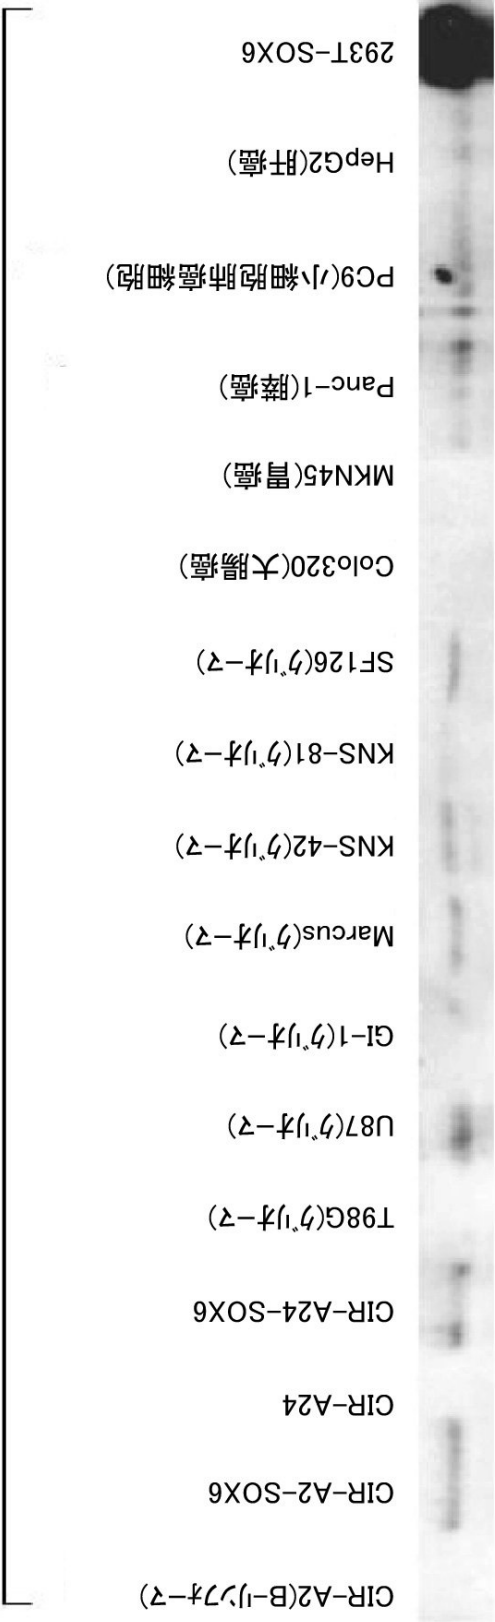 CIR-A2(B-リンフォーマ)
CIR-A2-SOX6
CIR-A24
CIR-A24-SOX6
T98G(グリオーマ)
U87(グリオーマ)
GI-1(グリオーマ)
Marcus(グリオーマ)
KNS-42(グリオーマ)
KNS-81(グリオーマ)
SF126(グリオーマ)
Colo320(大腸癌)
MKN45(胃癌)
Panc-1(膵癌)
PC9(小細胞肺癌細胞)
HepG2(肝癌)
293T-SOX6